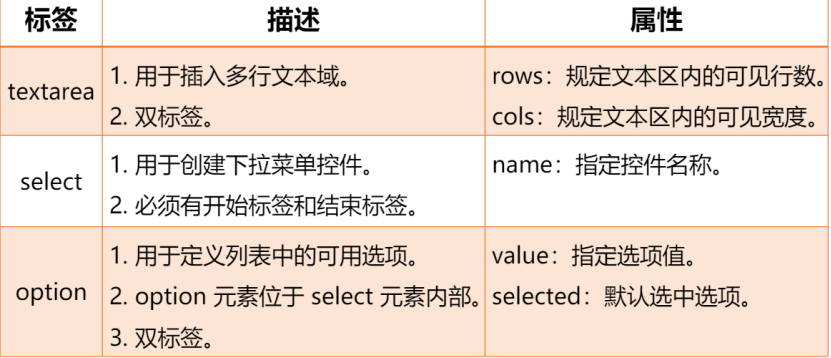 标签 描述 属性
textarea
1. 用于插入多行文本域。
2. 双标签。
rows：规定文本区内的可见行数。
cols：规定文本区内的可见宽度。
select
1. 用于创建下拉菜单控件。
2. 必须有开始标签和结束标签。
name：指定控件名称。
option
1. 用于定义列表中的可用选项。
2. option 元素位于 select 元素内部。
3. 双标签。
value：指定选项值。
selected：默认选中选项。